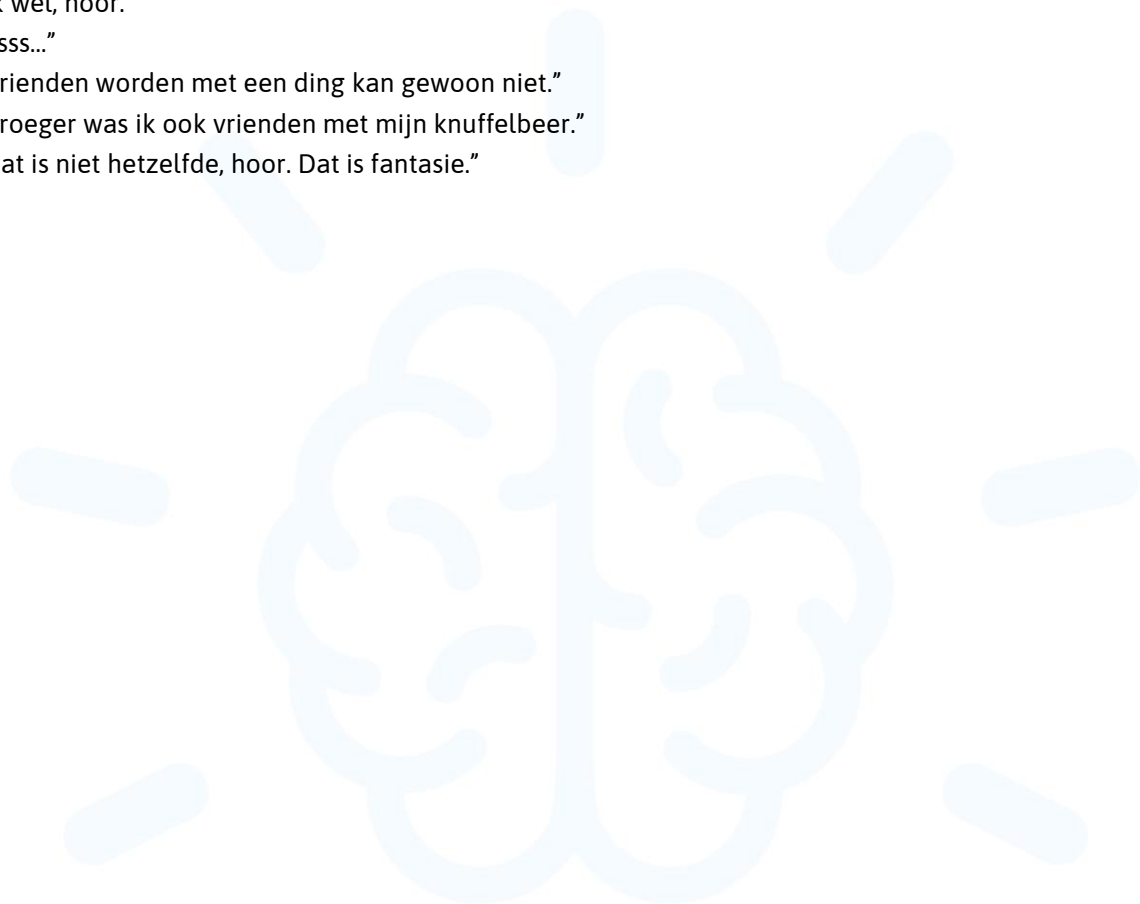 wel, hoor.
sss…”
rienden worden met een ding kan gewoon niet.”
roeger was ik ook vrienden met mijn knuffelbeer.”
at is niet hetzelfde, hoor. Dat is fantasie.”